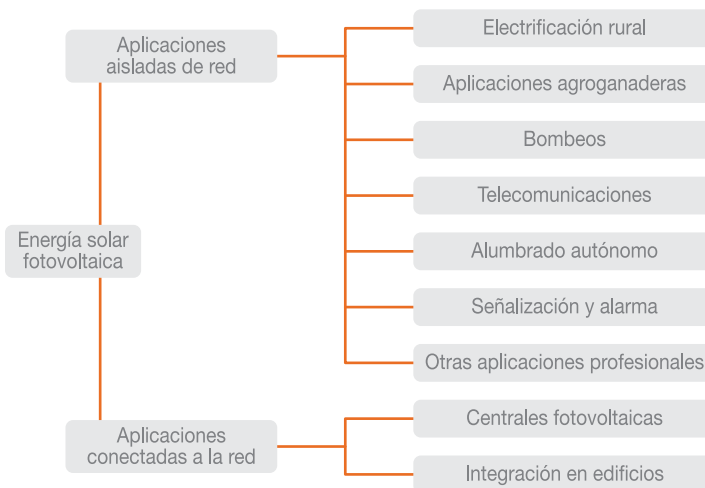 Aplicaciones
aisladas de red
Electrificación rural
Aplicaciones agroganaderas
Bombeos
Telecomunicaciones
Alumbrado autónomo
Señalización y alarma
Otras aplicaciones profesionales
Energía solar
fotovoltaica
Aplicaciones
conectadas a la red
Centrales fotovoltaicas
Integración en edificios